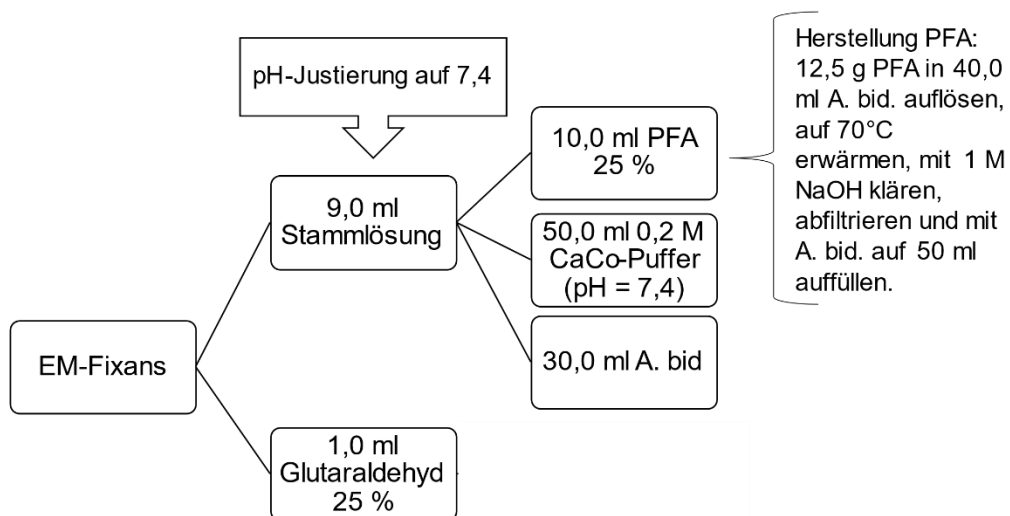 pH-Justierung auf 7,4
Herstellung PFA:
12,5 g PFA in 40,0
ml A. bid. auflösen,
auf 70°C
erwärmen, mit 1 M
NaOH klären,
abfiltrieren und mit
A. bid. auf 50 ml
auffüllen.
10,0 ml PFA
25 %
9,0 ml
Stammlösung
50,0 ml 0,2 M
CaCo-Puffer
(pH = 7,4)
30,0 ml A. bid
EM-Fixans
1,0 ml
Glutaraldehyd
25 %